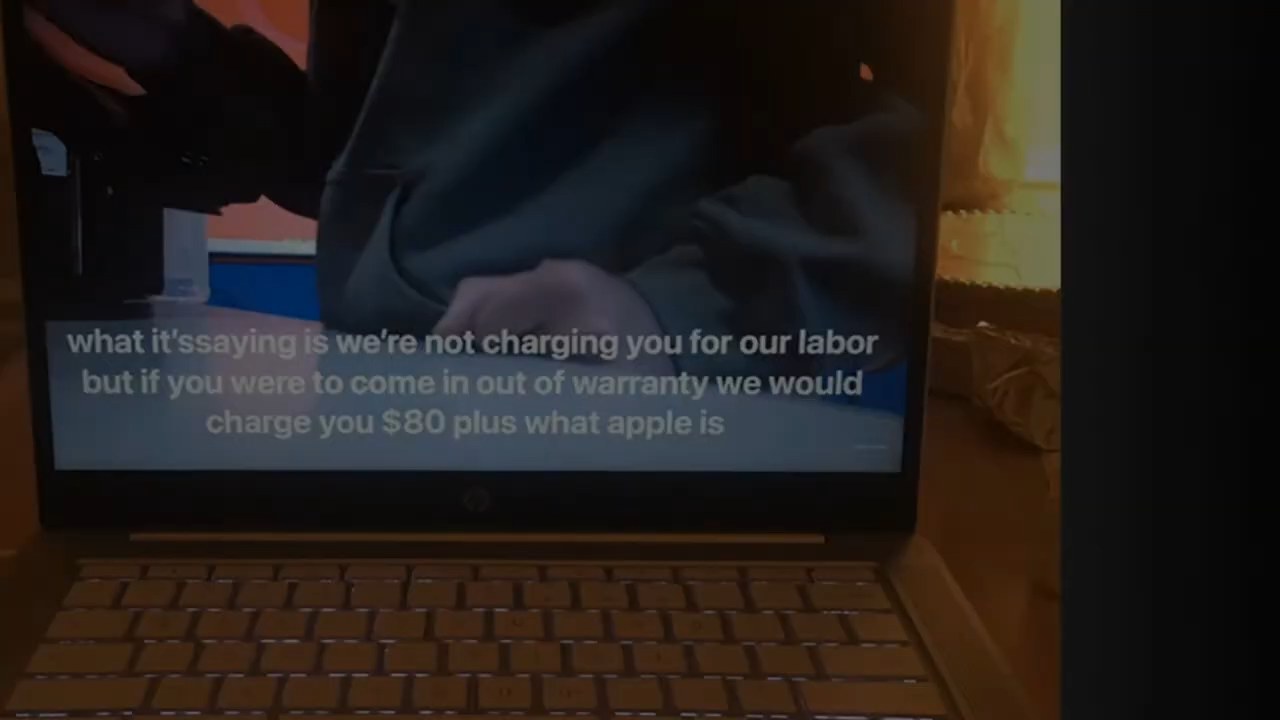 what it'ssaying is we're not charging you for our labor
but if you were to come in out of warranty we would
charge you $80 plus what apple is